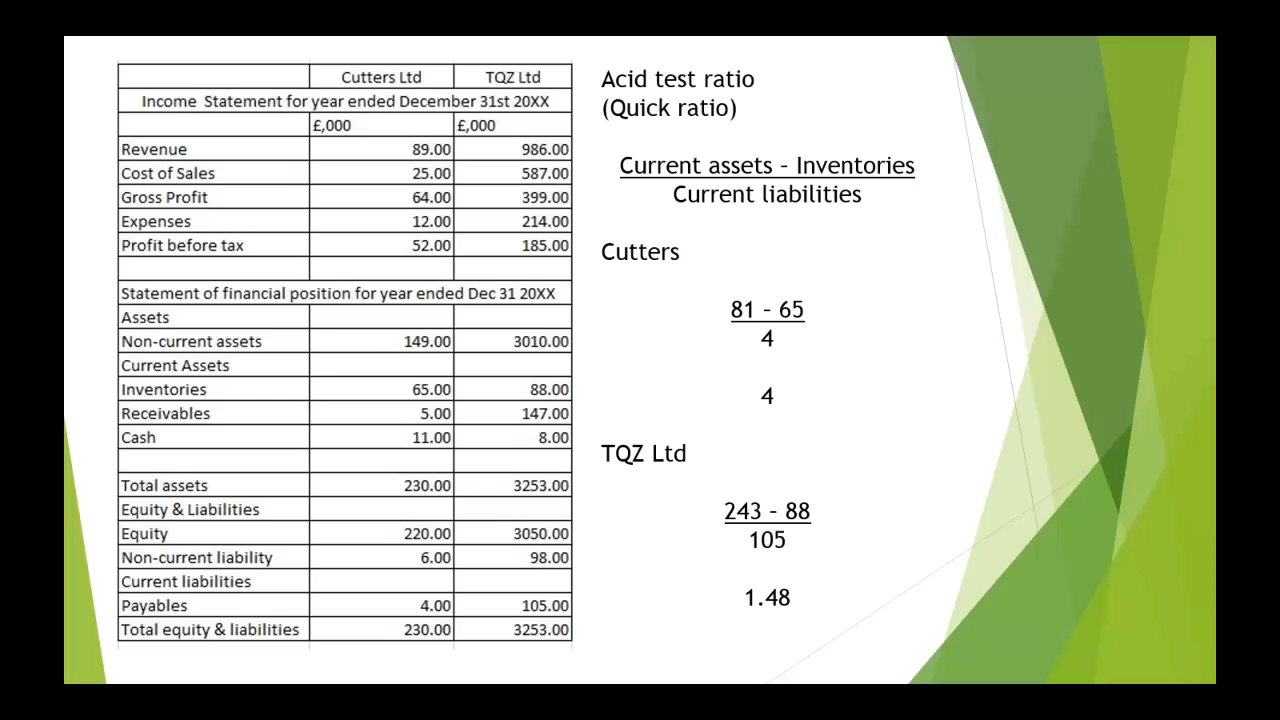 Cutters Ltd TQZ Ltd
Income Statement for year ended December 31st 20XX
£,000 £,000
Revenue 89.00 986.00
Cost of Sales 25.00 587.00
Gross Profit 64.00 399.00
Expenses 12.00 214.00
Profit before tax 52.00 185.00
Statement of financial position for year ended Dec 31 20XX
Assets
Non-current assets 149.00 3010.00
Current Assets
Inventories 65.00 88.00
Receivables 5.00 147.00
Cash 11.00 8.00
Total assets 230.00 3253.00
Equity & Liabilities
Equity 220.00 3050.00
Non-current liability 6.00 98.00
Current liabilities
Payables 4.00 105.00
Total equity & liabilities 230.00 3253.00
Acid test ratio
(Quick ratio)
Current assets – Inventories
Current liabilities
Cutters
81 – 65
4
4
TQZ Ltd
243 – 88
105
1.48